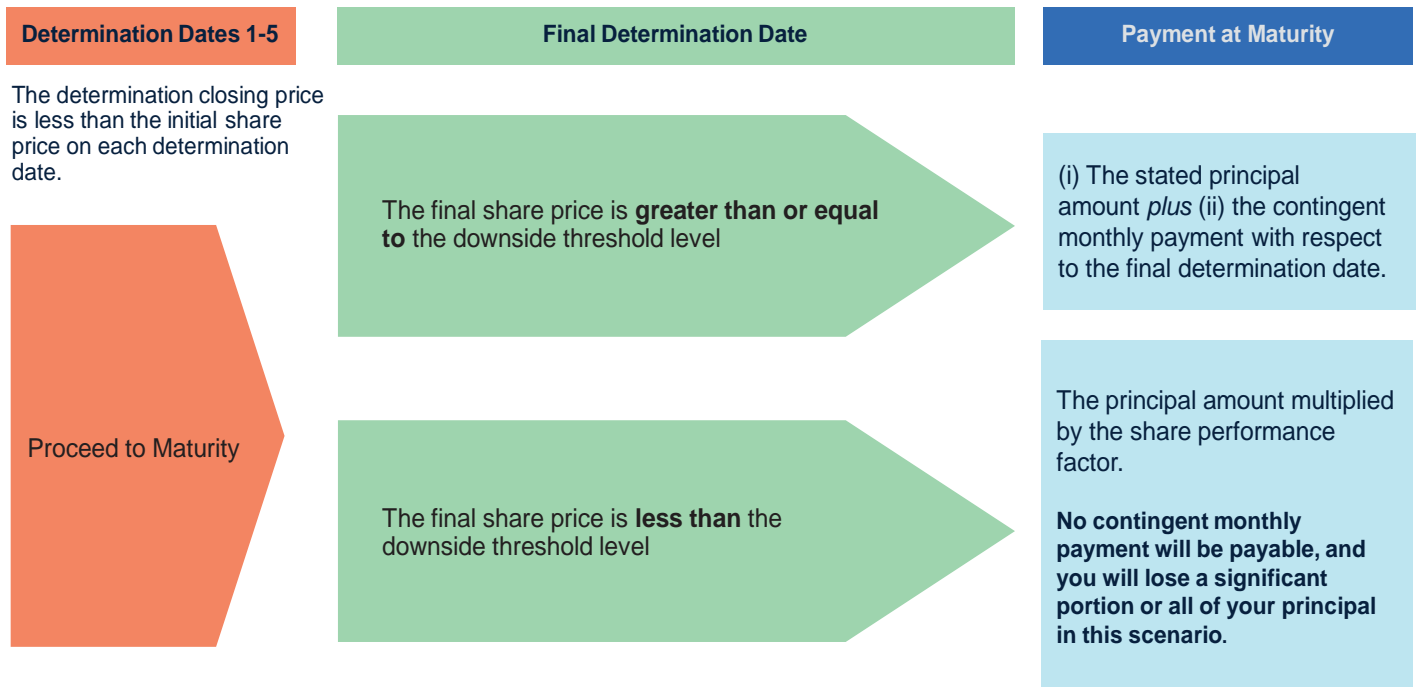 Determination Dates 1-5
Final Determination Date
Payment at Maturity
The determination closing price
is less than the initial share
price on each determination
date.
Proceed to Maturity
The final share price is greater than or equal
to the downside threshold level
(i) The stated principal
amount plus (ii) the contingent
monthly payment with respect
to the final determination date.
The final share price is less than the
downside threshold level
The principal amount multiplied
by the share performance
factor.
No contingent monthly
payment will be payable, and
you will lose a significant
portion or all of your principal
in this scenario.